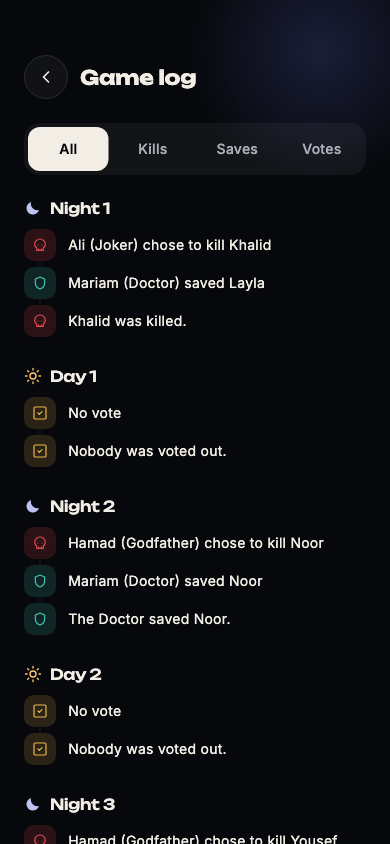 Game log
All
Kills
Saves
Votes
Night 1
Ali (Joker) chose to kill Khalid
Mariam (Doctor) saved Layla
Khalid was killed.
Day 1
No vote
Nobody was voted out.
Night 2
Hamad (Godfather) chose to kill Noor
Mariam (Doctor) saved Noor
The Doctor saved Noor.
Day 2
No vote
Nobody was voted out.
Night 3
Hamad (Godfather) chose to kill Yousef